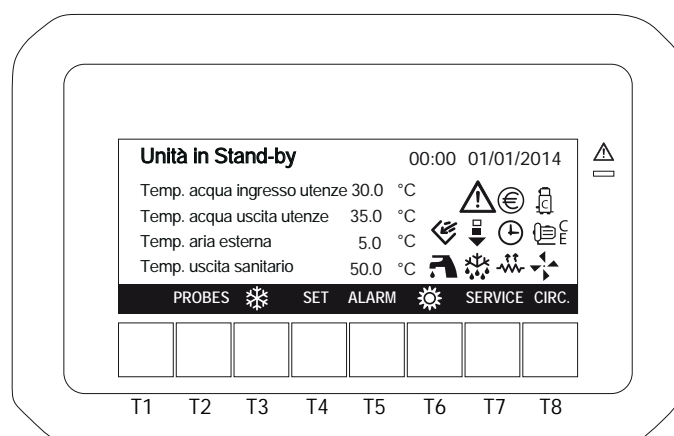 Unità in Stand-by 00:00 01/01/2014
Temp. acqua ingresso utenze 30.0 °C
Temp. acqua uscita utenze 35.0 °C
Temp. aria esterna 5.0 °C
Temp. uscita sanitario 50.0 °C
C
C
E
PROBES SET ALARM SERVICE CIRC.
T1 T2 T3 T4 T5 T6 T7 T8